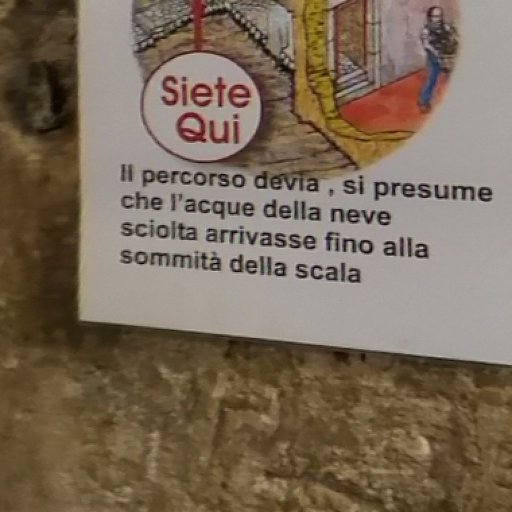 Siete
Qui
Il percorso devia , si presume
che l'acque della neve
sciolta arrivasse fino alla
sommità della scala